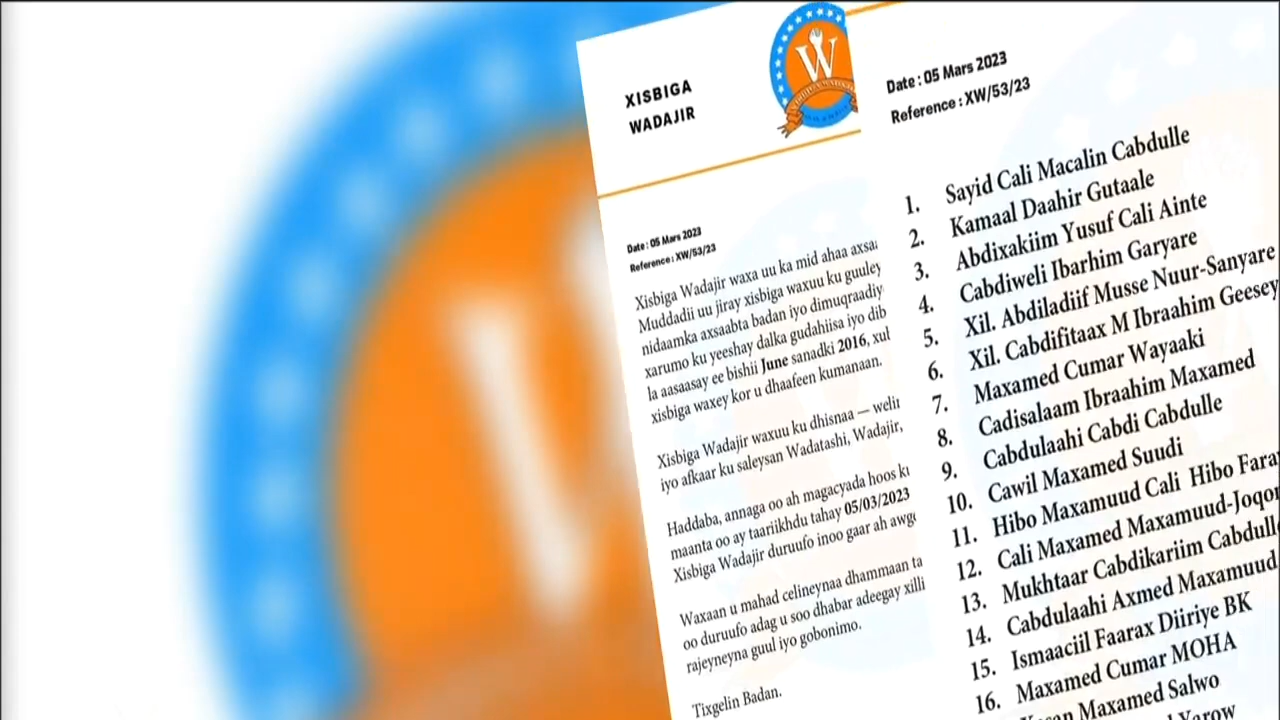 XISBIGA
WADAJIR
W
Date : 05 Mars 2023
Reference : XW/53/23
Xisbiga Wadajir waxa uu ka mid ahaa axsa
Muddadii uu jiray xisbiga waxuu ku guuley
nidaamka axsaabta badan iyo dimuqraadiy
xarumo ku yeeshay dalka gudahiisa iyo dib
la aasaasay ee bishii June sanadki 2016, xul
xisbiga waxey kor u dhaafeen kumanaan.
Xisbiga Wadajir waxuu ku dhisnaa — welir
iyo afkaar ku saleysan Wadatashi, Wadajir,
Haddaba, annaga oo ah magacyada hoos ku
maanta oo ay taariikhdu tahay 05/03/2023
Xisbiga Wadajir duruufo inoo gaar ah awge
Waxaan u mahad celineynaa dhammaan ta
oo duruufo adag u soo dhabar adeegay xilli
rajeyneyna guul iyo gobonimo.
Tixgelin Badan.
Date : 05 Mars 2023
Reference : XW/53/23
1. Sayid Cali Macalin Cabdulle
2. Kamaal Daahir Gutaale
3. Abdixakiim Yusuf Cali Ainte
4. Cabdiweli Ibarhim Garyare
5. Xil. Abdiladiif Musse Nuur-Sanyare
6. Xil. Cabdifitaax M Ibraahim Geesey
7. Maxamed Cumar Wayaaki
8. Cadisalaam Ibraahim Maxamed
9. Cabdulaahi Cabdi Cabdulle
10. Cawil Maxamed Suudi
11. Hibo Maxamuud Cali Hibo Fara
12. Cali Maxamed Maxamuud-Joqor
13. Mukhtaar Cabdikariim Cabdull
14. Cabdulaahi Axmed Maxamuud
15. Ismaaciil Faarax Diiriye BK
16. Maxamed Cumar MOHA
Maxamed Salwo
Yarow